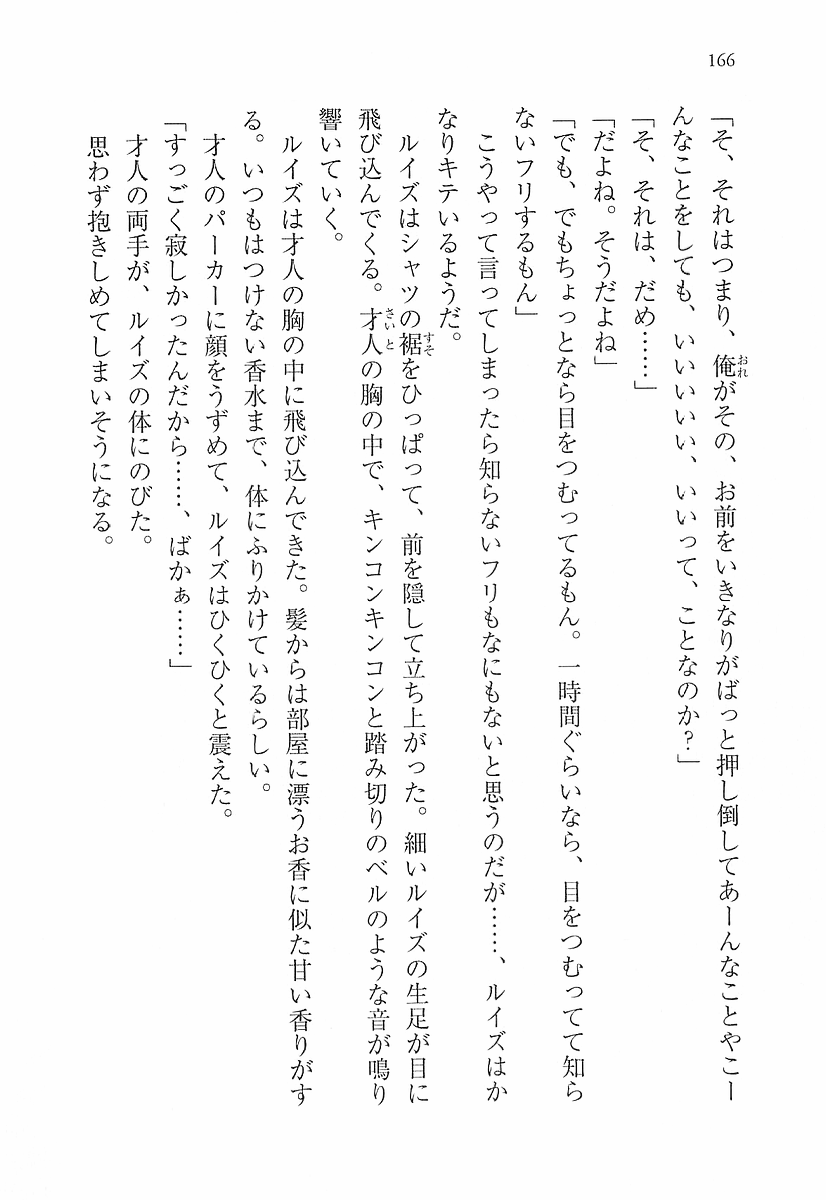 166
「そ、それはつまり、俺がその、お前をいきなりがばっと押し倒してあーんなことやこー
んなことをしても、いいいいい、いいって、ことなのか？」
「そ、それは、だめ……」
「だよね。そうだよね」
「でも、でもちょっとなら目をつむってるもん。一時間ぐらいなら、目をつむってて知ら
ないフリするもん」
こうやって言ってしまったら知らないフリもなにもないと思うのだが……、ルイズはか
なりキテいるようだ。
ルイズはシャツの裾をひっぱって、前を隠して立ち上がった。細いルイズの生足が目に
飛び込んでくる。才人の胸の中で、キンコンキンコンと踏み切りのベルのような音が鳴り
響いていく。
ルイズは才人の胸の中に飛び込んできた。髪からは部屋に漂うお香に似た甘い香りがす
る。いつもはつけない香水まで、体にふりかけているらしい。
才人のパーカーに顔をうずめて、ルイズはひくひくと震えた。
「すっごく寂しかったんだから……、ばかぁ……」
才人の両手が、ルイズの体にのびた。
思わず抱きしめてしまいそうになる。